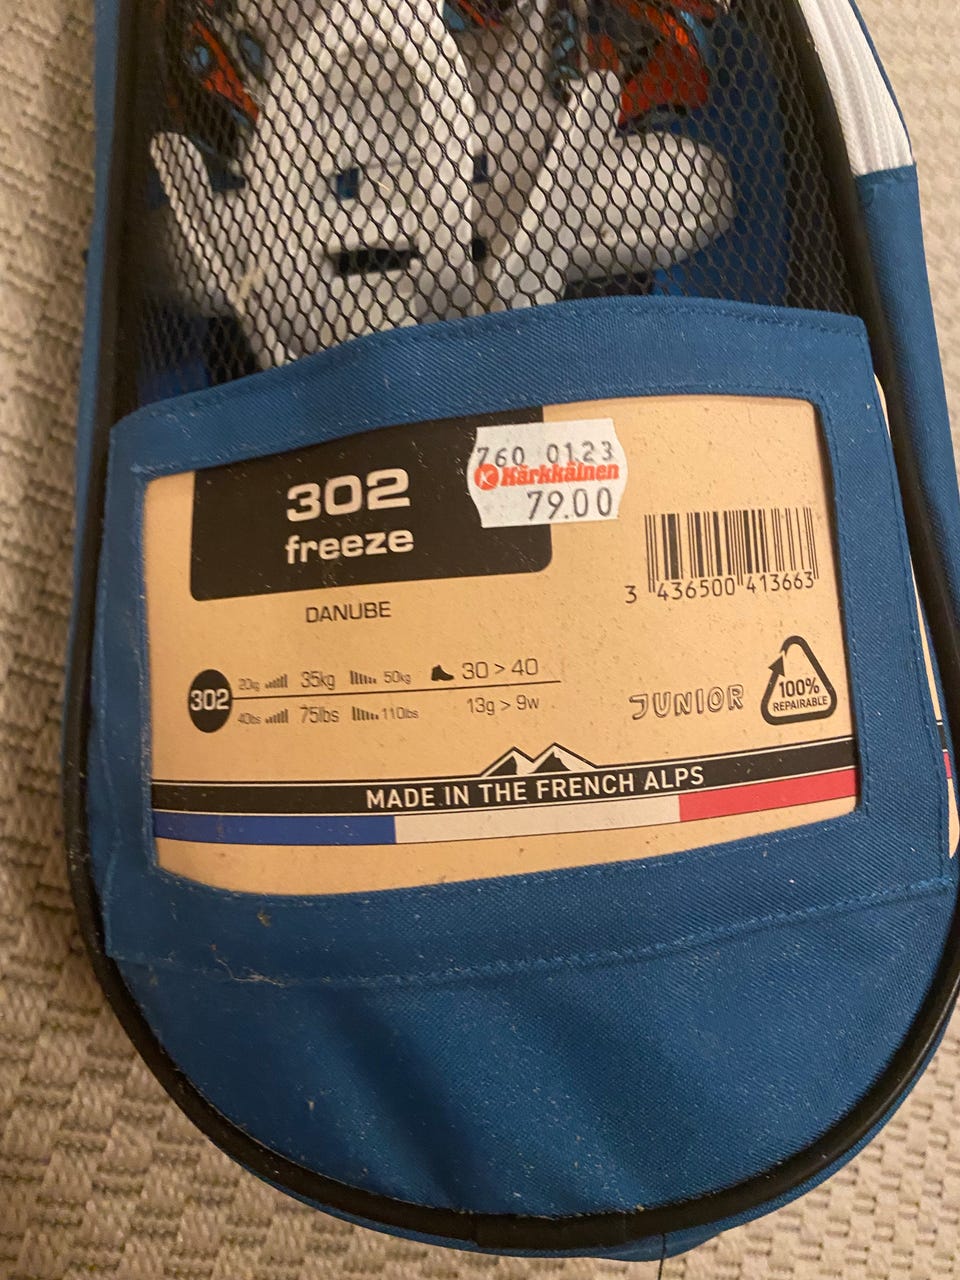 760 0123
Kärkkäinen
79.00
302
freeze
DANUBE
3 436500 413663
302
20kg 35kg 50kg 30 > 40
40lbs 75lbs 110lbs 13g > 9w
JUNIOR
100%
REPAIRABLE
MADE IN THE FRENCH ALPS